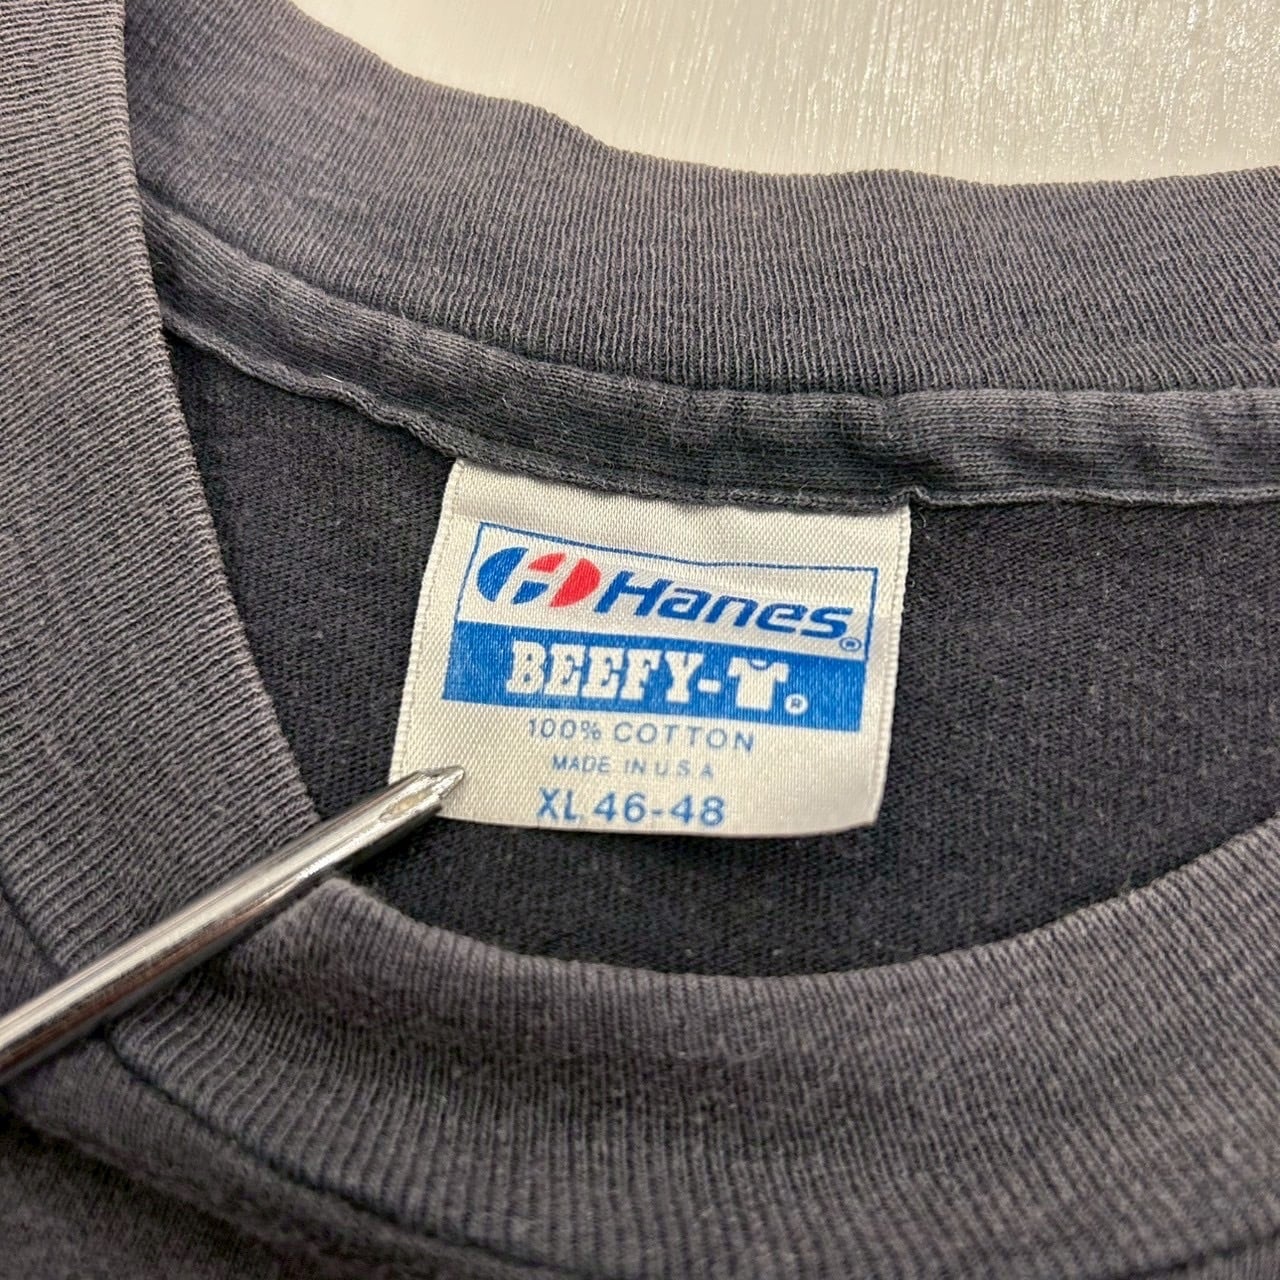 Hanes®
BEEFY-T®
100% COTTON
MADE IN U.S.A
XL 46-48